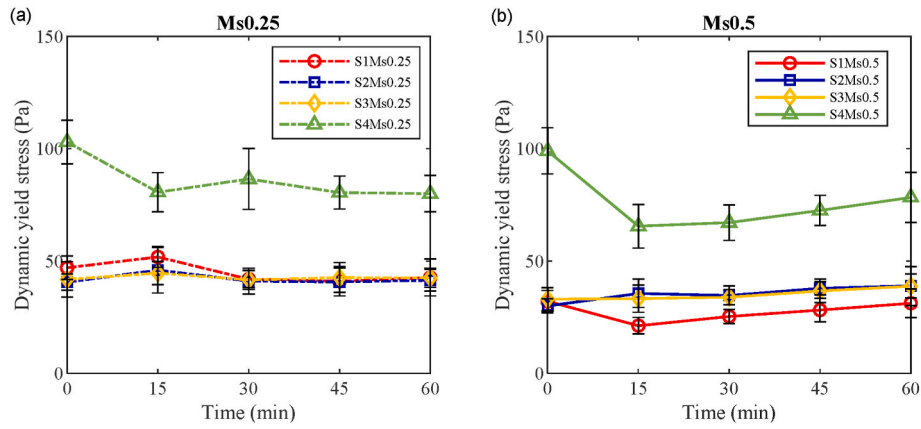 (a)
Ms0.25
Dynamic yield stress (Pa)
150
100
50
0
S1Ms0.25
S2Ms0.25
S3Ms0.25
S4Ms0.25
0 15 30 45 60
Time (min)
(b)
Ms0.5
Dynamic yield stress (Pa)
150
100
50
0
S1Ms0.5
S2Ms0.5
S3Ms0.5
S4Ms0.5
0 15 30 45 60
Time (min)